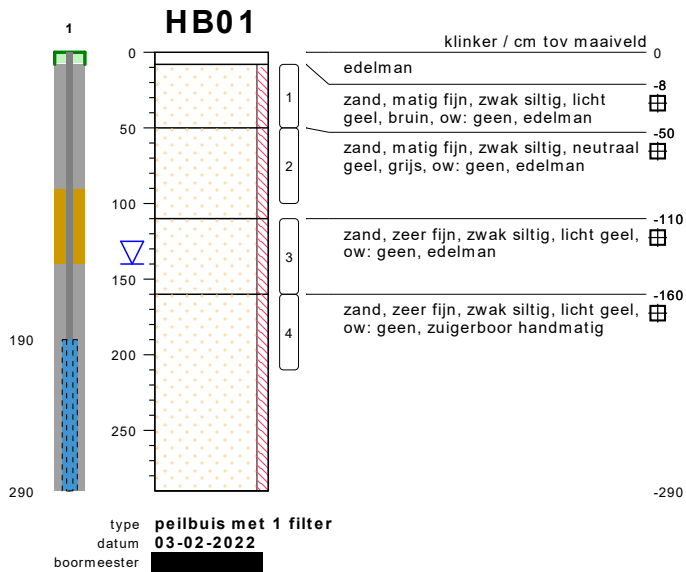 1
HB01
klinker / cm tov maaiveld
0
0
edelman
-8
1
zand, matig fijn, zwak siltig, licht
geel, bruin, ow: geen, edelman
50
-50
2
zand, matig fijn, zwak siltig, neutraal
geel, grijs, ow: geen, edelman
100
-110
3
zand, zeer fijn, zwak siltig, licht geel,
ow: geen, edelman
150
-160
4
zand, zeer fijn, zwak siltig, licht geel,
ow: geen, zuigerboor handmatig
190
200
250
290
-290
type peilbuis met 1 filter
datum 03-02-2022
boormeester